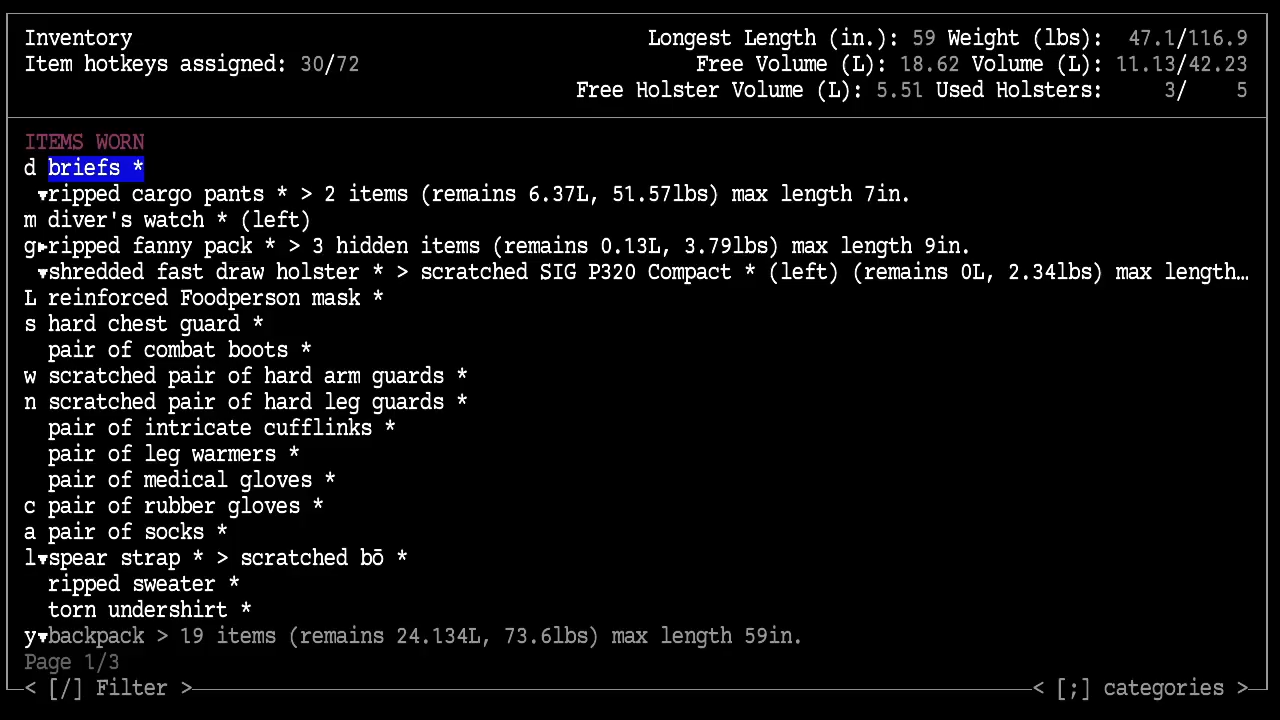 Inventory Longest Length (in.): 59 Weight (lbs): 47.1/116.9
Item hotkeys assigned: 30/72 Free Volume (L): 18.62 Volume (L): 11.13/42.23
Free Holster Volume (L): 5.51 Used Holsters: 3/ 5
ITEMS WORN
d briefs *
▾ripped cargo pants * > 2 items (remains 6.37L, 51.57lbs) max length 7in.
m diver's watch * (left)
g▸ripped fanny pack * > 3 hidden items (remains 0.13L, 3.79lbs) max length 9in.
▾shredded fast draw holster * > scratched SIG P320 Compact * (left) (remains 0L, 2.34lbs) max length…
L reinforced Foodperson mask *
s hard chest guard *
pair of combat boots *
w scratched pair of hard arm guards *
n scratched pair of hard leg guards *
pair of intricate cufflinks *
pair of leg warmers *
pair of medical gloves *
c pair of rubber gloves *
a pair of socks *
l▾spear strap * > scratched bō *
ripped sweater *
torn undershirt *
y▾backpack > 19 items (remains 24.134L, 73.6lbs) max length 59in.
Page 1/3
< [/] Filter > < [;] categories >